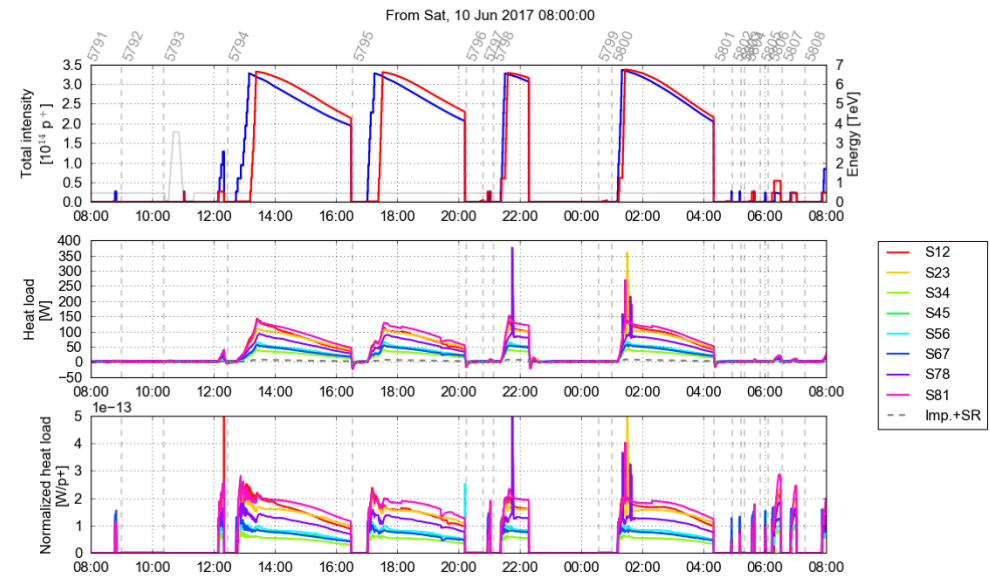 From Sat, 10 Jun 2017 08:00:00
5791 5792 5793 5794 5795 5796 5797 5798 5799 5800 5801 5802 5803 5804 5805 5806 5807 5808
Total intensity
[10¹⁴ p⁺]
3.5
3.0
2.5
2.0
1.5
1.0
0.5
0.0
7
6
5
4
3
2
1
0
Energy [TeV]
08:00 10:00 12:00 14:00 16:00 18:00 20:00 22:00 00:00 02:00 04:00 06:00 08:00
Heat load
[W]
400
350
300
250
200
150
100
50
0
−50
08:00 10:00 12:00 14:00 16:00 18:00 20:00 22:00 00:00 02:00 04:00 06:00 08:00
S12
S23
S34
S45
S56
S67
S78
S81
Imp.+SR
Normalized heat load
[W/p+]
1e−13
5
4
3
2
1
0
08:00 10:00 12:00 14:00 16:00 18:00 20:00 22:00 00:00 02:00 04:00 06:00 08:00